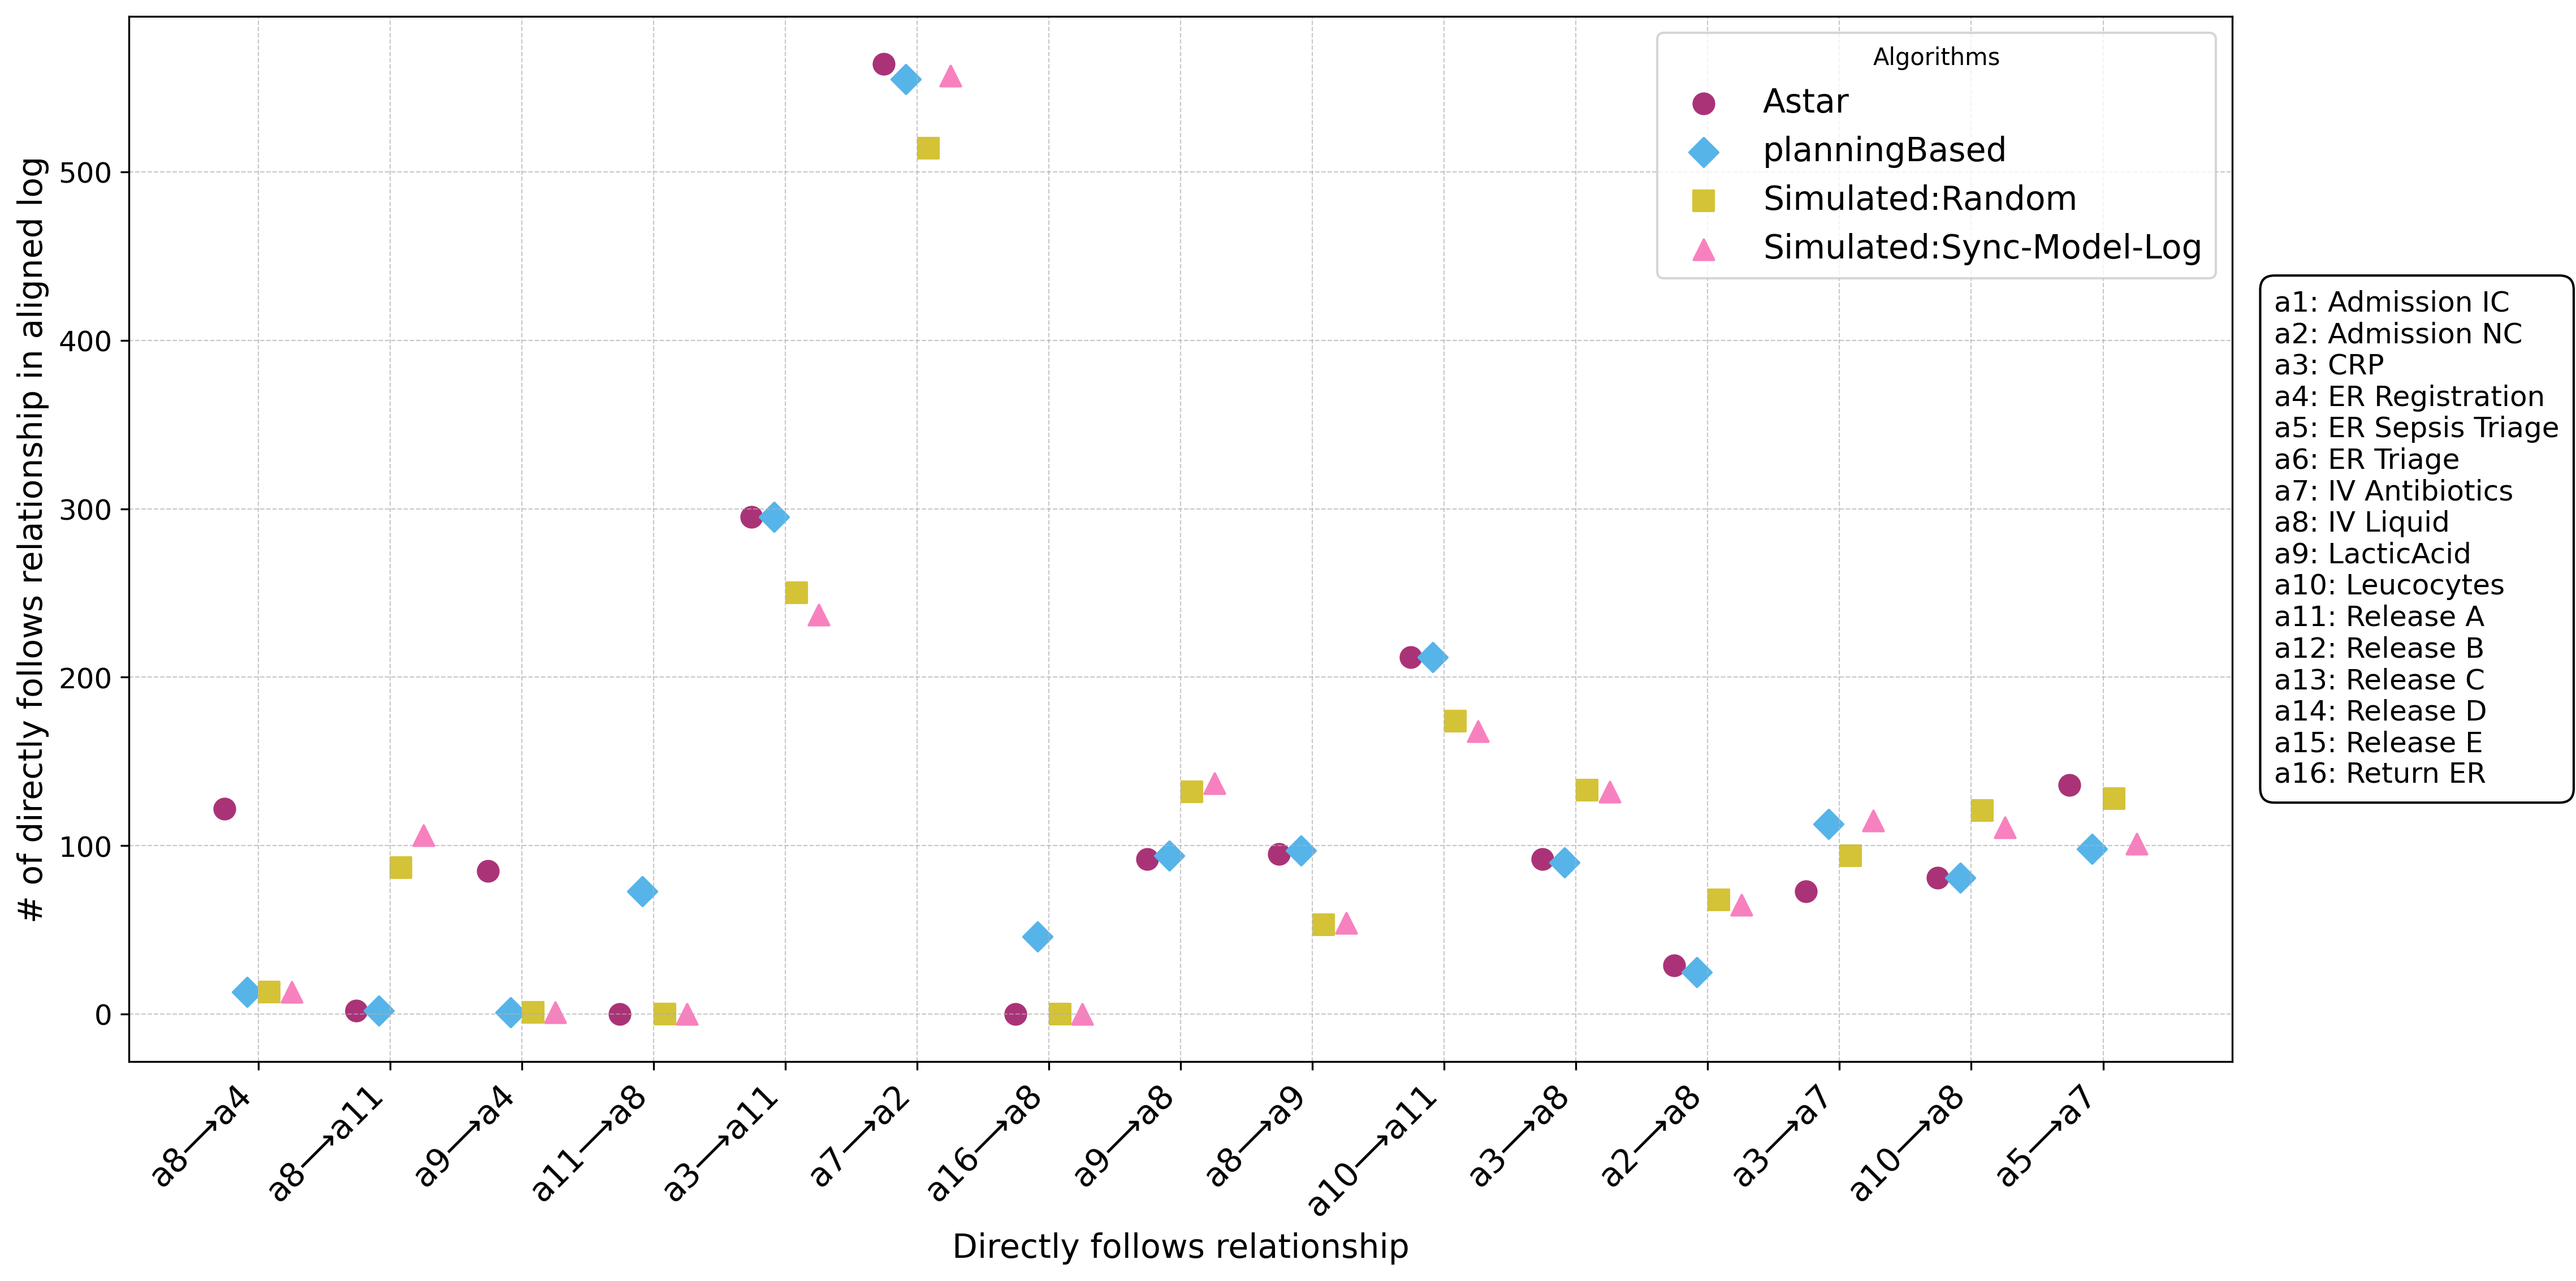 # of directly follows relationship in aligned log
500
400
300
200
100
0
Algorithms
Astar
planningBased
Simulated:Random
Simulated:Sync-Model-Log
a1: Admission IC
a2: Admission NC
a3: CRP
a4: ER Registration
a5: ER Sepsis Triage
a6: ER Triage
a7: IV Antibiotics
a8: IV Liquid
a9: LacticAcid
a10: Leucocytes
a11: Release A
a12: Release B
a13: Release C
a14: Release D
a15: Release E
a16: Return ER
a8→a4
a8→a11
a9→a4
a11→a8
a3→a11
a7→a2
a16→a8
a9→a8
a8→a9
a10→a11
a3→a8
a2→a8
a3→a7
a10→a8
a5→a7
Directly follows relationship